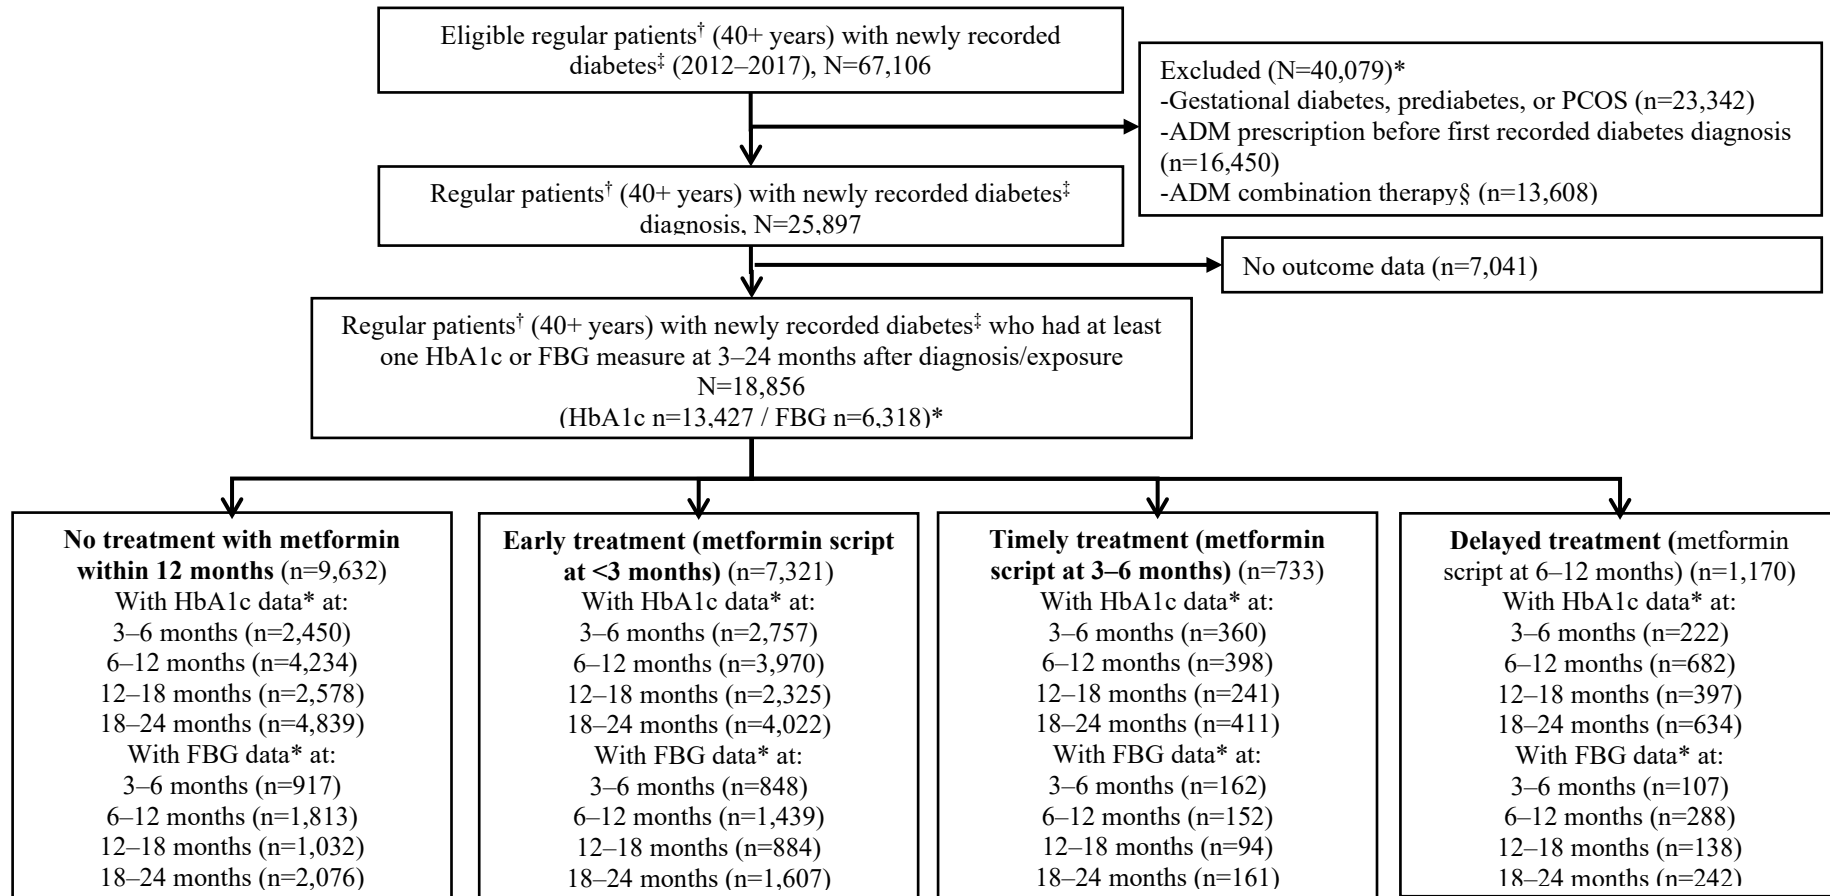 Eligible regular patients† (40+ years) with newly recorded
diabetes‡ (2012–2017), N=67,106
Excluded (N=40,079)*
-Gestational diabetes, prediabetes, or PCOS (n=23,342)
-ADM prescription before first recorded diabetes diagnosis
(n=16,450)
-ADM combination therapy§ (n=13,608)
Regular patients† (40+ years) with newly recorded diabetes‡
diagnosis, N=25,897
No outcome data (n=7,041)
Regular patients† (40+ years) with newly recorded diabetes‡ who had at least
one HbA1c or FBG measure at 3–24 months after diagnosis/exposure
N=18,856
(HbA1c n=13,427 / FBG n=6,318)*
No treatment with metformin
within 12 months (n=9,632)
With HbA1c data* at:
3–6 months (n=2,450)
6–12 months (n=4,234)
12–18 months (n=2,578)
18–24 months (n=4,839)
With FBG data* at:
3–6 months (n=917)
6–12 months (n=1,813)
12–18 months (n=1,032)
18–24 months (n=2,076)
Early treatment (metformin script
at <3 months) (n=7,321)
With HbA1c data* at:
3–6 months (n=2,757)
6–12 months (n=3,970)
12–18 months (n=2,325)
18–24 months (n=4,022)
With FBG data* at:
3–6 months (n=848)
6–12 months (n=1,439)
12–18 months (n=884)
18–24 months (n=1,607)
Timely treatment (metformin
script at 3–6 months) (n=733)
With HbA1c data* at:
3–6 months (n=360)
6–12 months (n=398)
12–18 months (n=241)
18–24 months (n=411)
With FBG data* at:
3–6 months (n=162)
6–12 months (n=152)
12–18 months (n=94)
18–24 months (n=161)
Delayed treatment (metformin
script at 6–12 months) (n=1,170)
With HbA1c data* at:
3–6 months (n=222)
6–12 months (n=682)
12–18 months (n=397)
18–24 months (n=634)
With FBG data* at:
3–6 months (n=107)
6–12 months (n=288)
12–18 months (n=138)
18–24 months (n=242)